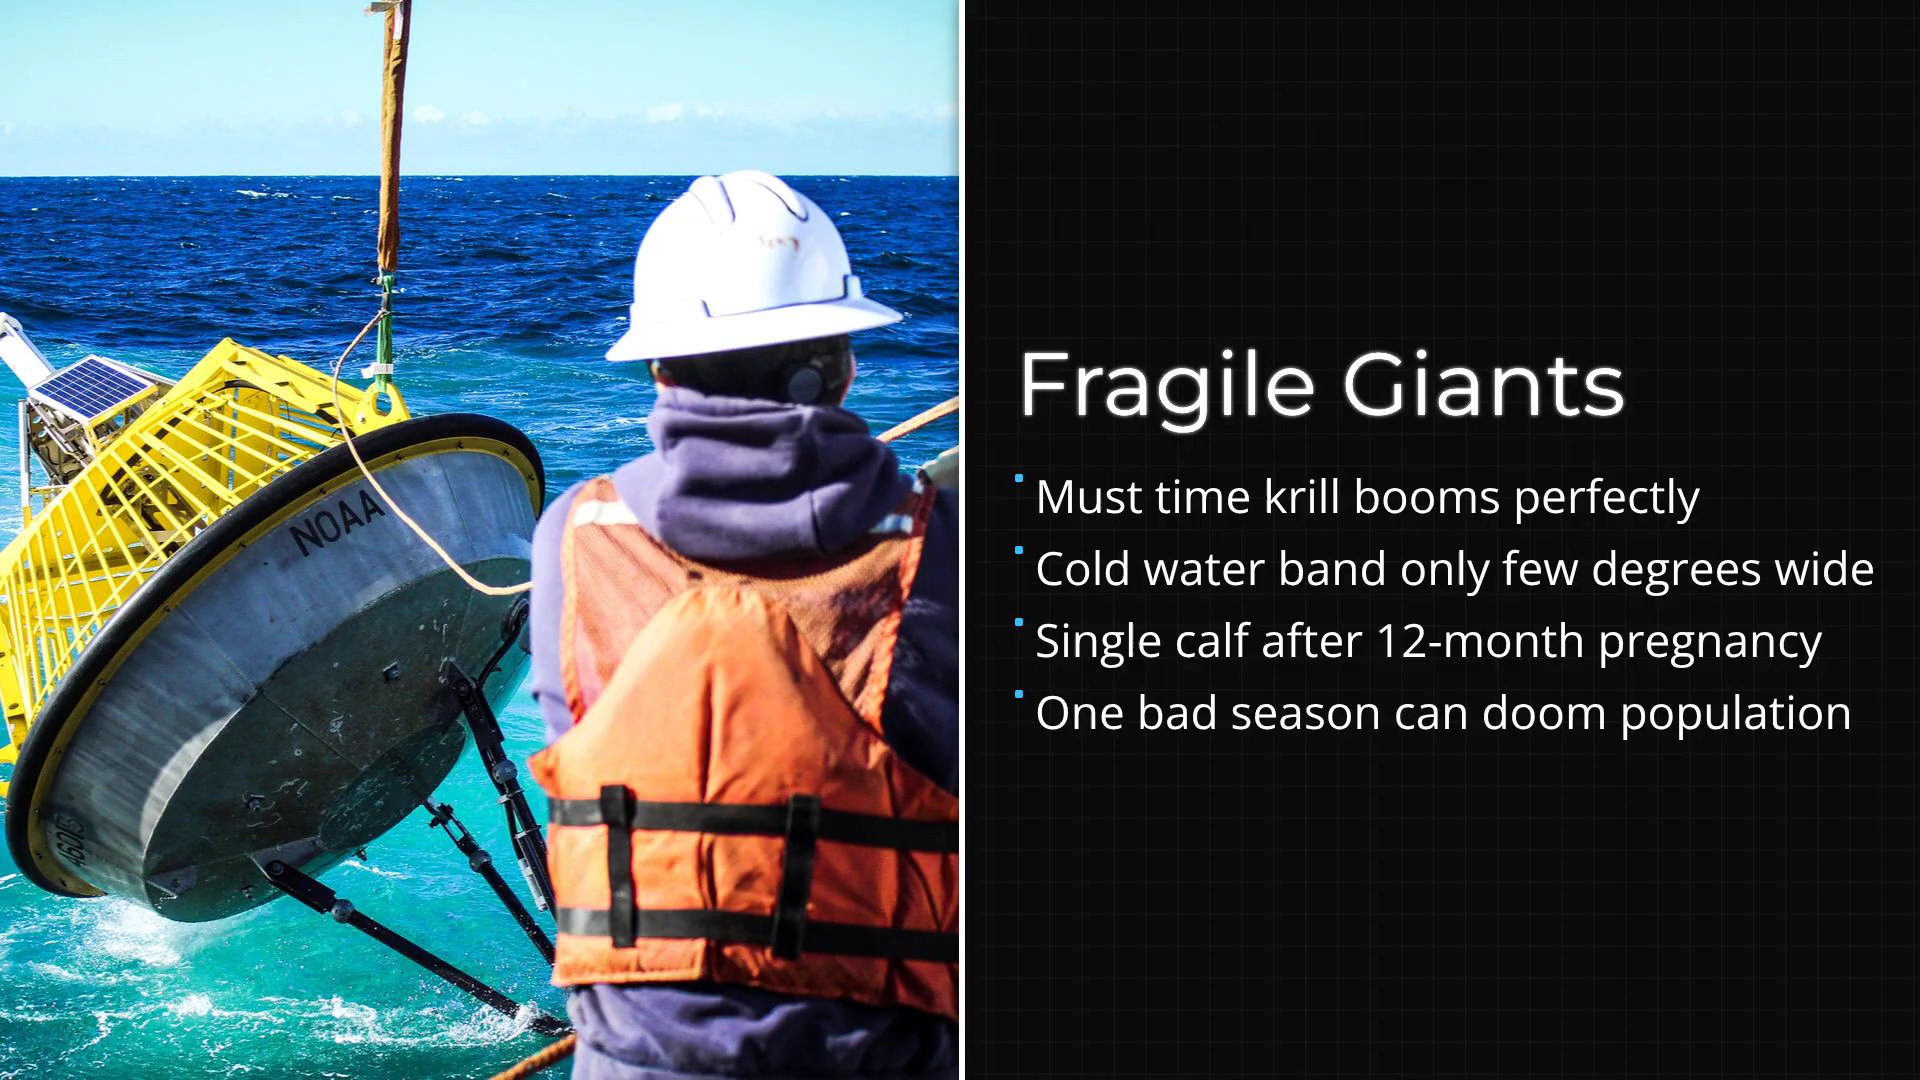 NOAA
46015
Fragile Giants
Must time krill booms perfectly
Cold water band only few degrees wide
Single calf after 12-month pregnancy
One bad season can doom population